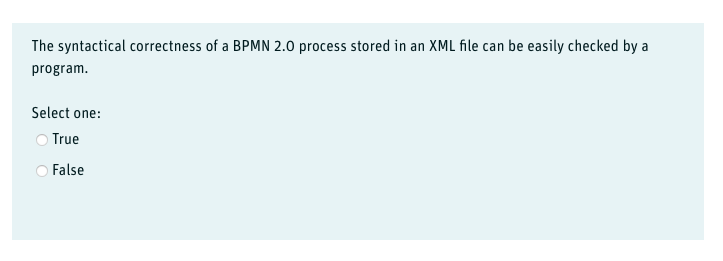 The syntactical correctness of a BPMN 2.0 process stored in an XML file can be easily checked by a
program.
Select one:
True
False